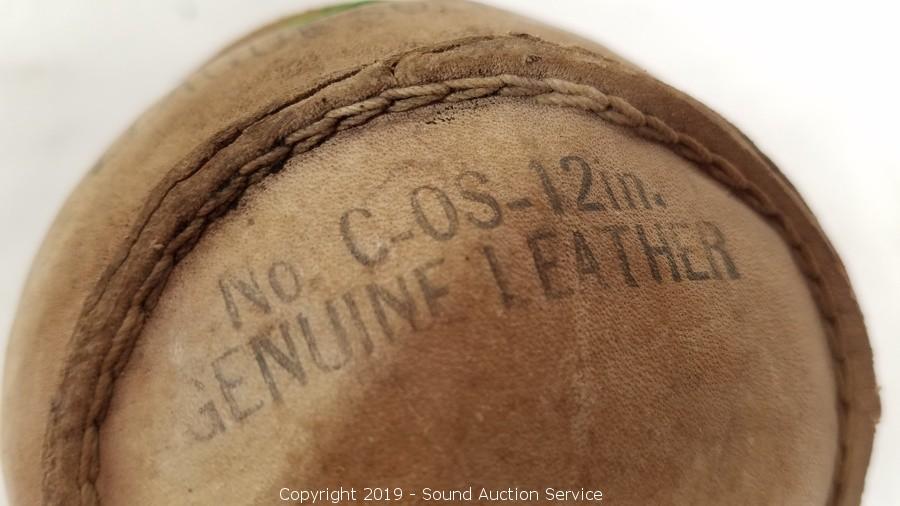 No. C-OS-12in.
GENUINE LEATHER
Copyright 2019 - Sound Auction Service